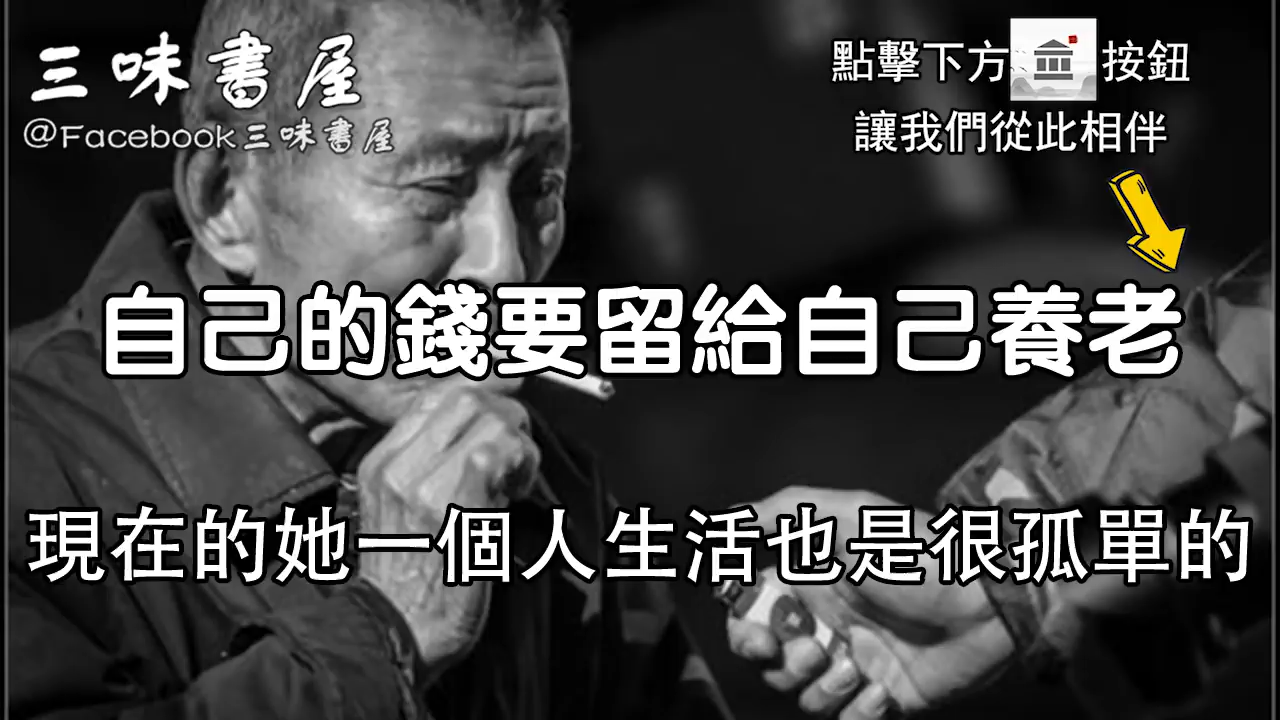 三味書屋
@Facebook三味書屋
點擊下方 按鈕
讓我們從此相伴
自己的錢要留給自己養老
現在的她一個人生活也是很孤單的